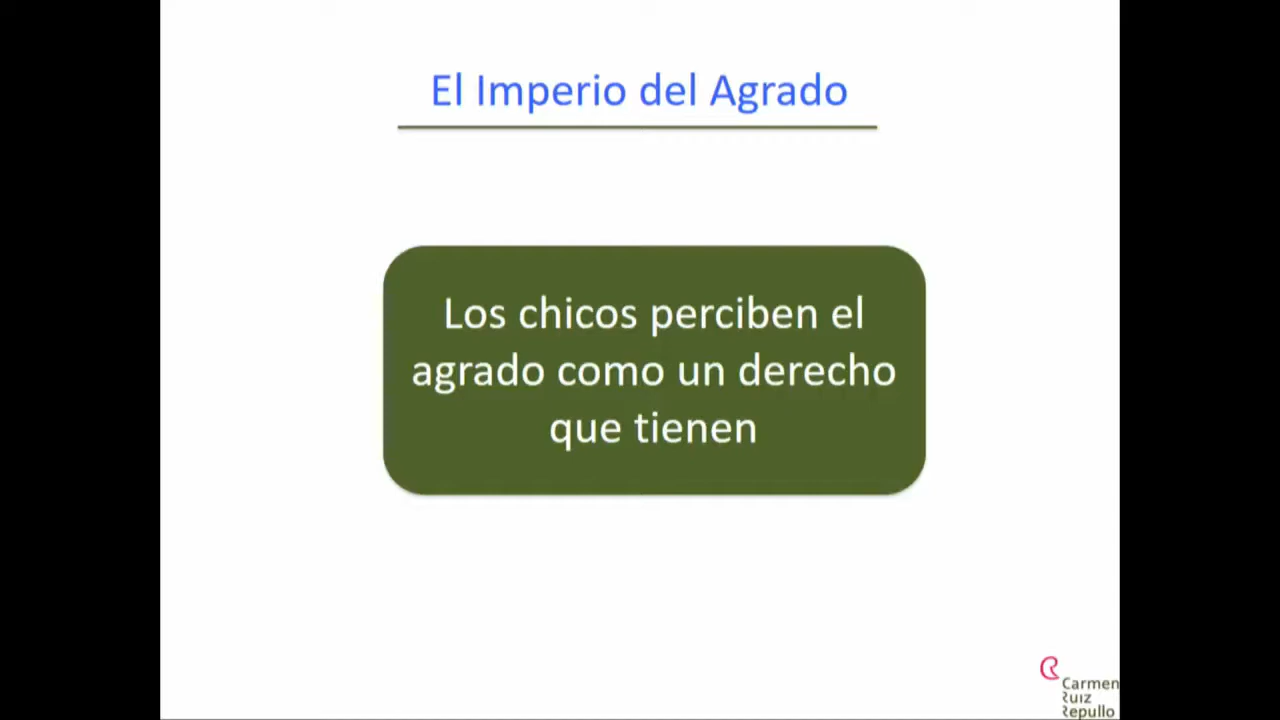 El Imperio del Agrado
Los chicos perciben el
agrado como un derecho
que tienen
Carmen
Ruiz
Repullo